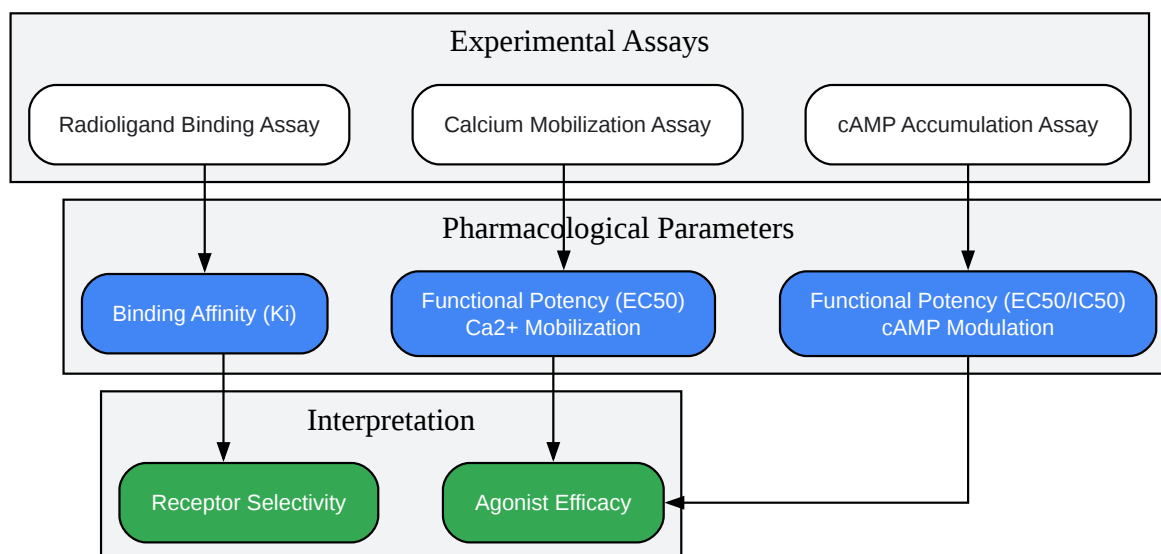 Experimental Assays
Radioligand Binding Assay
Calcium Mobilization Assay
cAMP Accumulation Assay
Pharmacological Parameters
Binding Affinity (Ki)
Functional Potency (EC50)
Ca2+ Mobilization
Functional Potency (EC50/IC50)
cAMP Modulation
Interpretation
Receptor Selectivity
Agonist Efficacy